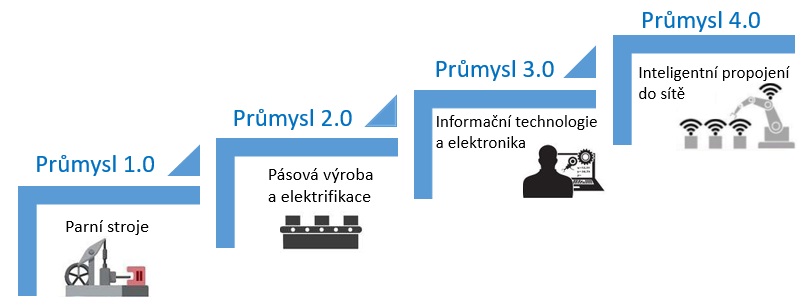 Průmysl 1.0
Parní stroje
Průmysl 2.0
Pásová výroba
a elektrifikace
Průmysl 3.0
Informační technologie
a elektronika
Průmysl 4.0
Inteligentní propojení
do sítě